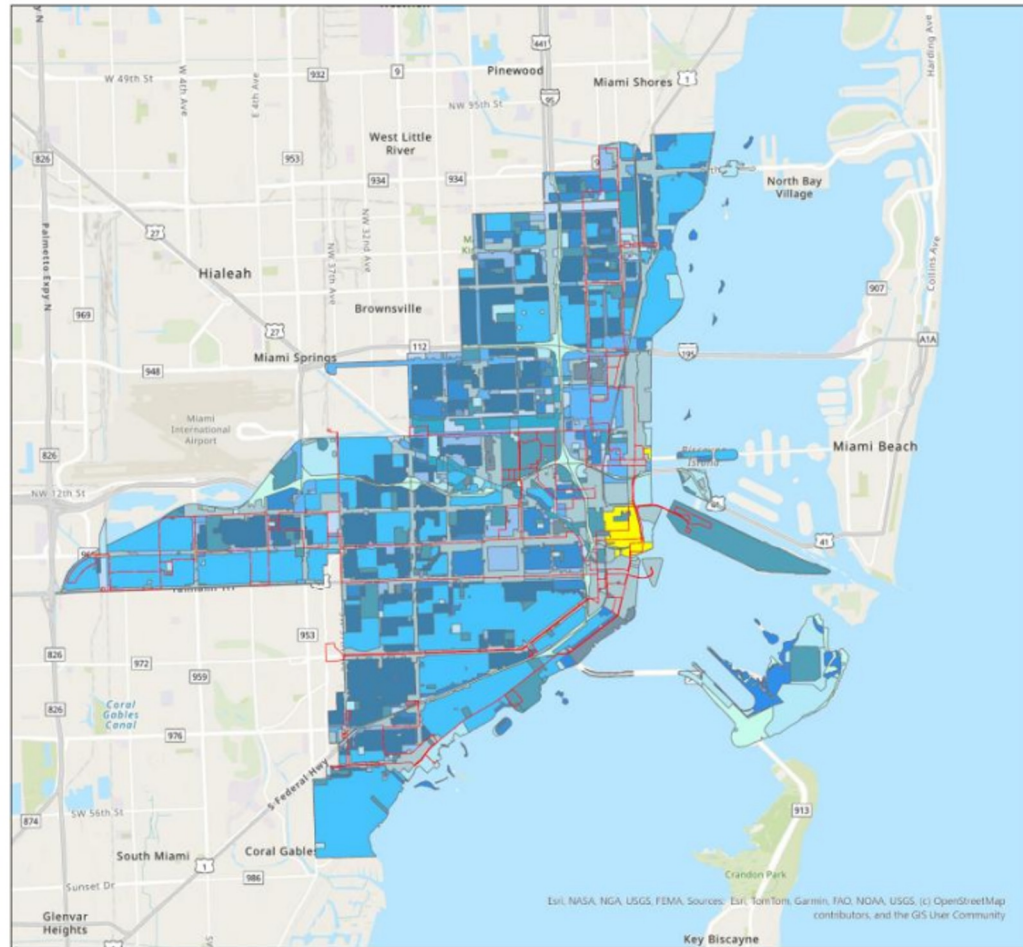 441
Pinewood
W 49th St
W 4th Ave
E 4th Ave
932
9
Miami Shores
1
Harding Ave
95
NW 95th St
826
953
West Little
River
934
934
North Bay
Village
27
NW 32nd Ave
NW 37th Ave
Palmetto Expy N
Hialeah
Collins Ave
907
969
Brownsville
27
A1A
948
Miami Springs
112
195
Miami
International
Airport
Miami Beach
826
NW 12th St
41
953
826
972
959
Coral
Gables
Canal
826
976
S Federal Hwy
SW 56th St
874
913
South Miami
1
Coral Gables
986
Sunset Dr
Crandon Park
Glenvar
Heights
Esri, NASA, NGA, USGS, FEMA, Sources: Esri, TomTom, Garmin, FAO, NOAA, USGS, (c) OpenStreetMap
contributors, and the GIS User Community
Key Biscayne